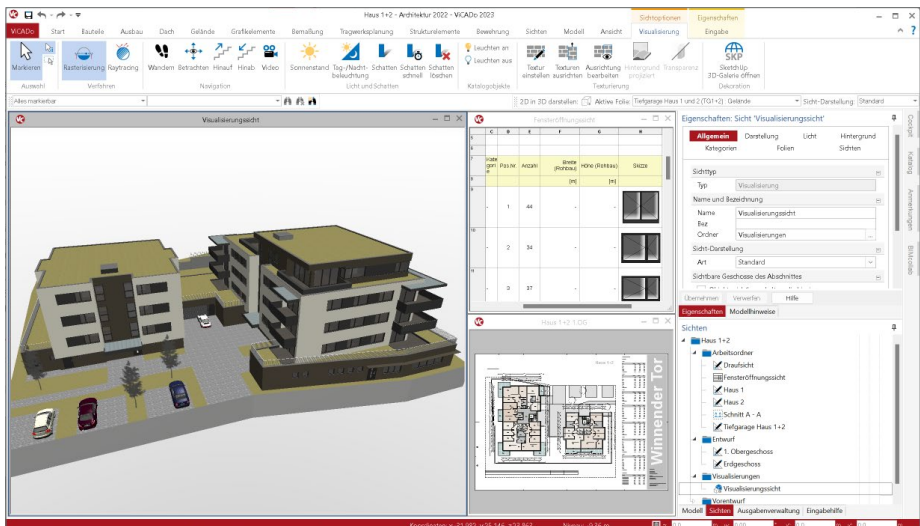 Haus 1+2 - Architektur 2022 - ViCADo 2023
Sichtoptionen Eigenschaften
ViCADo Start Bauteile Ausbau Dach Gelände Grafikelemente Bemaßung Tragwerksplanung Strukturelemente Bewehrung Sichten Modell Ansicht Visualisierung Eingabe
Markieren Rasterisierung Raytracing Wandern Betrachten Hinauf Hinab Video Sonnenstand Tag-/Nacht-beleuchtung Schatten Schatten schnell Schatten löschen
Leuchten an
Leuchten aus
Textur einstellen Texturen ausrichten Ausrichtung bearbeiten Hintergrund projiziert Transparenz SketchUp 3D-Galerie öffnen
Auswahl Verfahren Navigation Licht und Schatten Katalogobjekte Texturierung Dekoration
Alles markierbar
2D in 3D darstellen: Aktive Folie: Tiefgarage Haus 1 und 2 (TG1+2) : Gelände Sicht-Darstellung: Standard
Visualisierungssicht
Fensteröffnungssicht
C D E F G H
Kategorie Pos.Nr Anzahl Breite (Rohbau) Höhe (Rohbau) Skizze
[m] [m]
- 1 44 - -
- 2 34 - -
- 3 37 - -
Haus 1+2 1.OG
Winnender Tor
Eigenschaften: Sicht 'Visualisierungssicht'
Allgemein Darstellung Licht Hintergrund
Kategorien Folien Sichten
Sichttyp
Typ Visualisierung
Name und Bezeichnung
Name Visualisierungssicht
Bez
Ordner Visualisierungen ...
Sicht-Darstellung
Art Standard
Sichtbare Geschosse des Abschnittes
Übernehmen Verwerfen Hilfe
Eigenschaften Modellhinweise
Sichten
Haus 1+2
Arbeitsordner
Draufsicht
Fensteröffnungssicht
Haus 1
Haus 2
Schnitt A - A
Tiefgarage Haus 1+2
Entwurf
1. Obergeschoss
Erdgeschoss
Visualisierungen
Visualisierungssicht
Vorentwurf
Modell Sichten Ausgabenverwaltung Eingabehilfe
Cockpit
Katalog
Anmerkungen